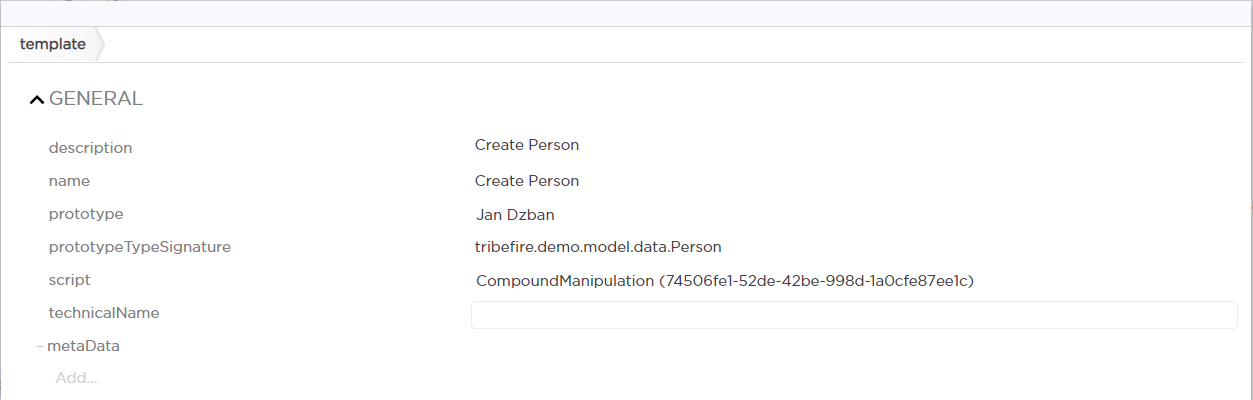 template
GENERAL
description Create Person
name Create Person
prototype Jan Dzban
prototypeTypeSignature tribefire.demo.model.data.Person
script CompoundManipulation (74506fe1-52de-42be-998d-1a0cfe87ee1c)
technicalName
metaData
Add...